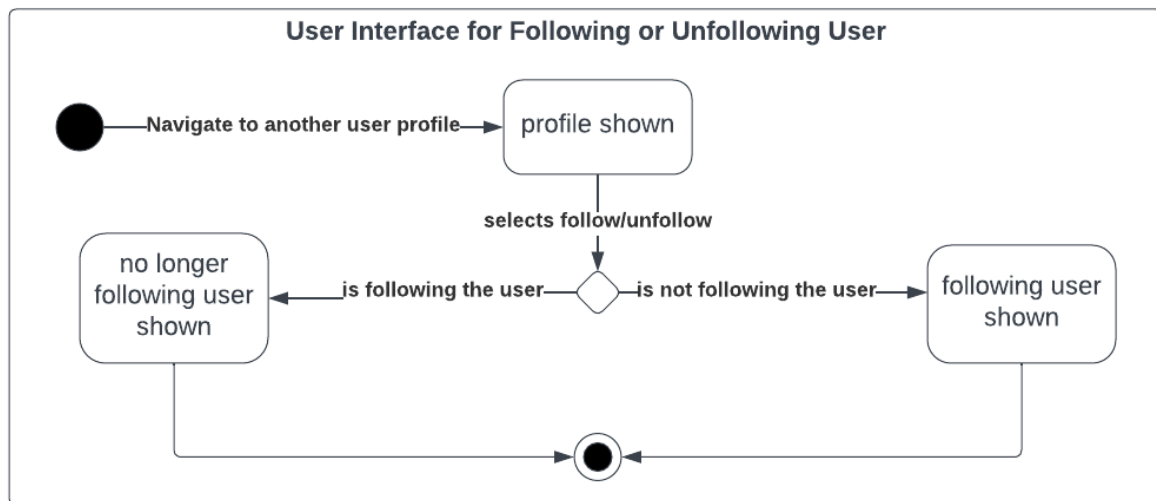 User Interface for Following or Unfollowing User
Navigate to another user profile
profile shown
selects follow/unfollow
no longer
following user
shown
is following the user
is not following the user
following user
shown